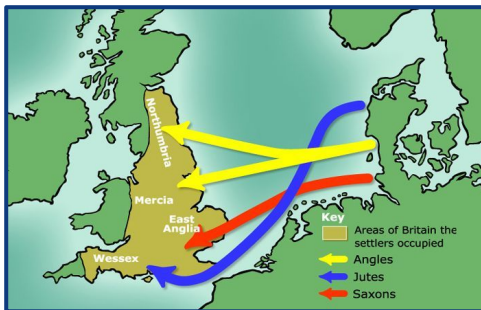 Northumbria
Mercia
East
Anglia
Wessex
Key
Areas of Britain the
settlers occupied
Angles
Jutes
Saxons